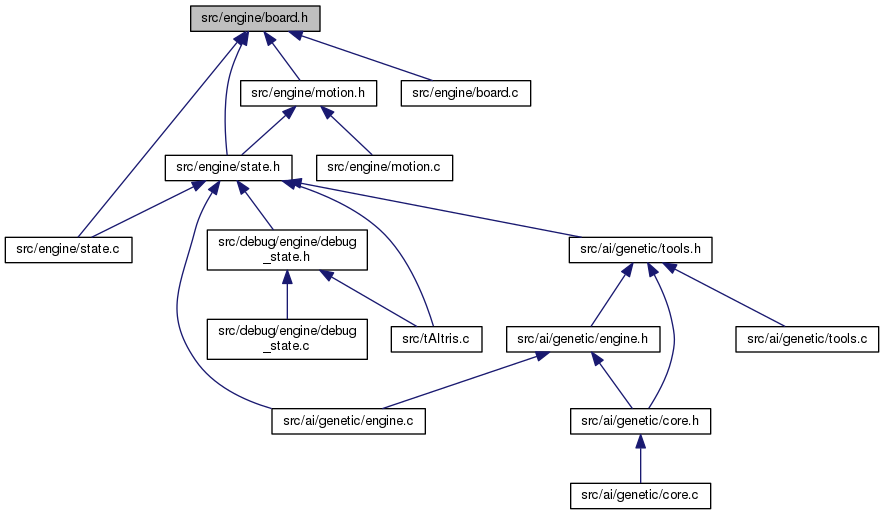 src/engine/board.h
src/engine/motion.h
src/engine/board.c
src/engine/state.h
src/engine/motion.c
src/engine/state.c
src/debug/engine/debug
_state.h
src/ai/genetic/tools.h
src/debug/engine/debug
_state.c
src/tAItris.c
src/ai/genetic/engine.h
src/ai/genetic/tools.c
src/ai/genetic/engine.c
src/ai/genetic/core.h
src/ai/genetic/core.c